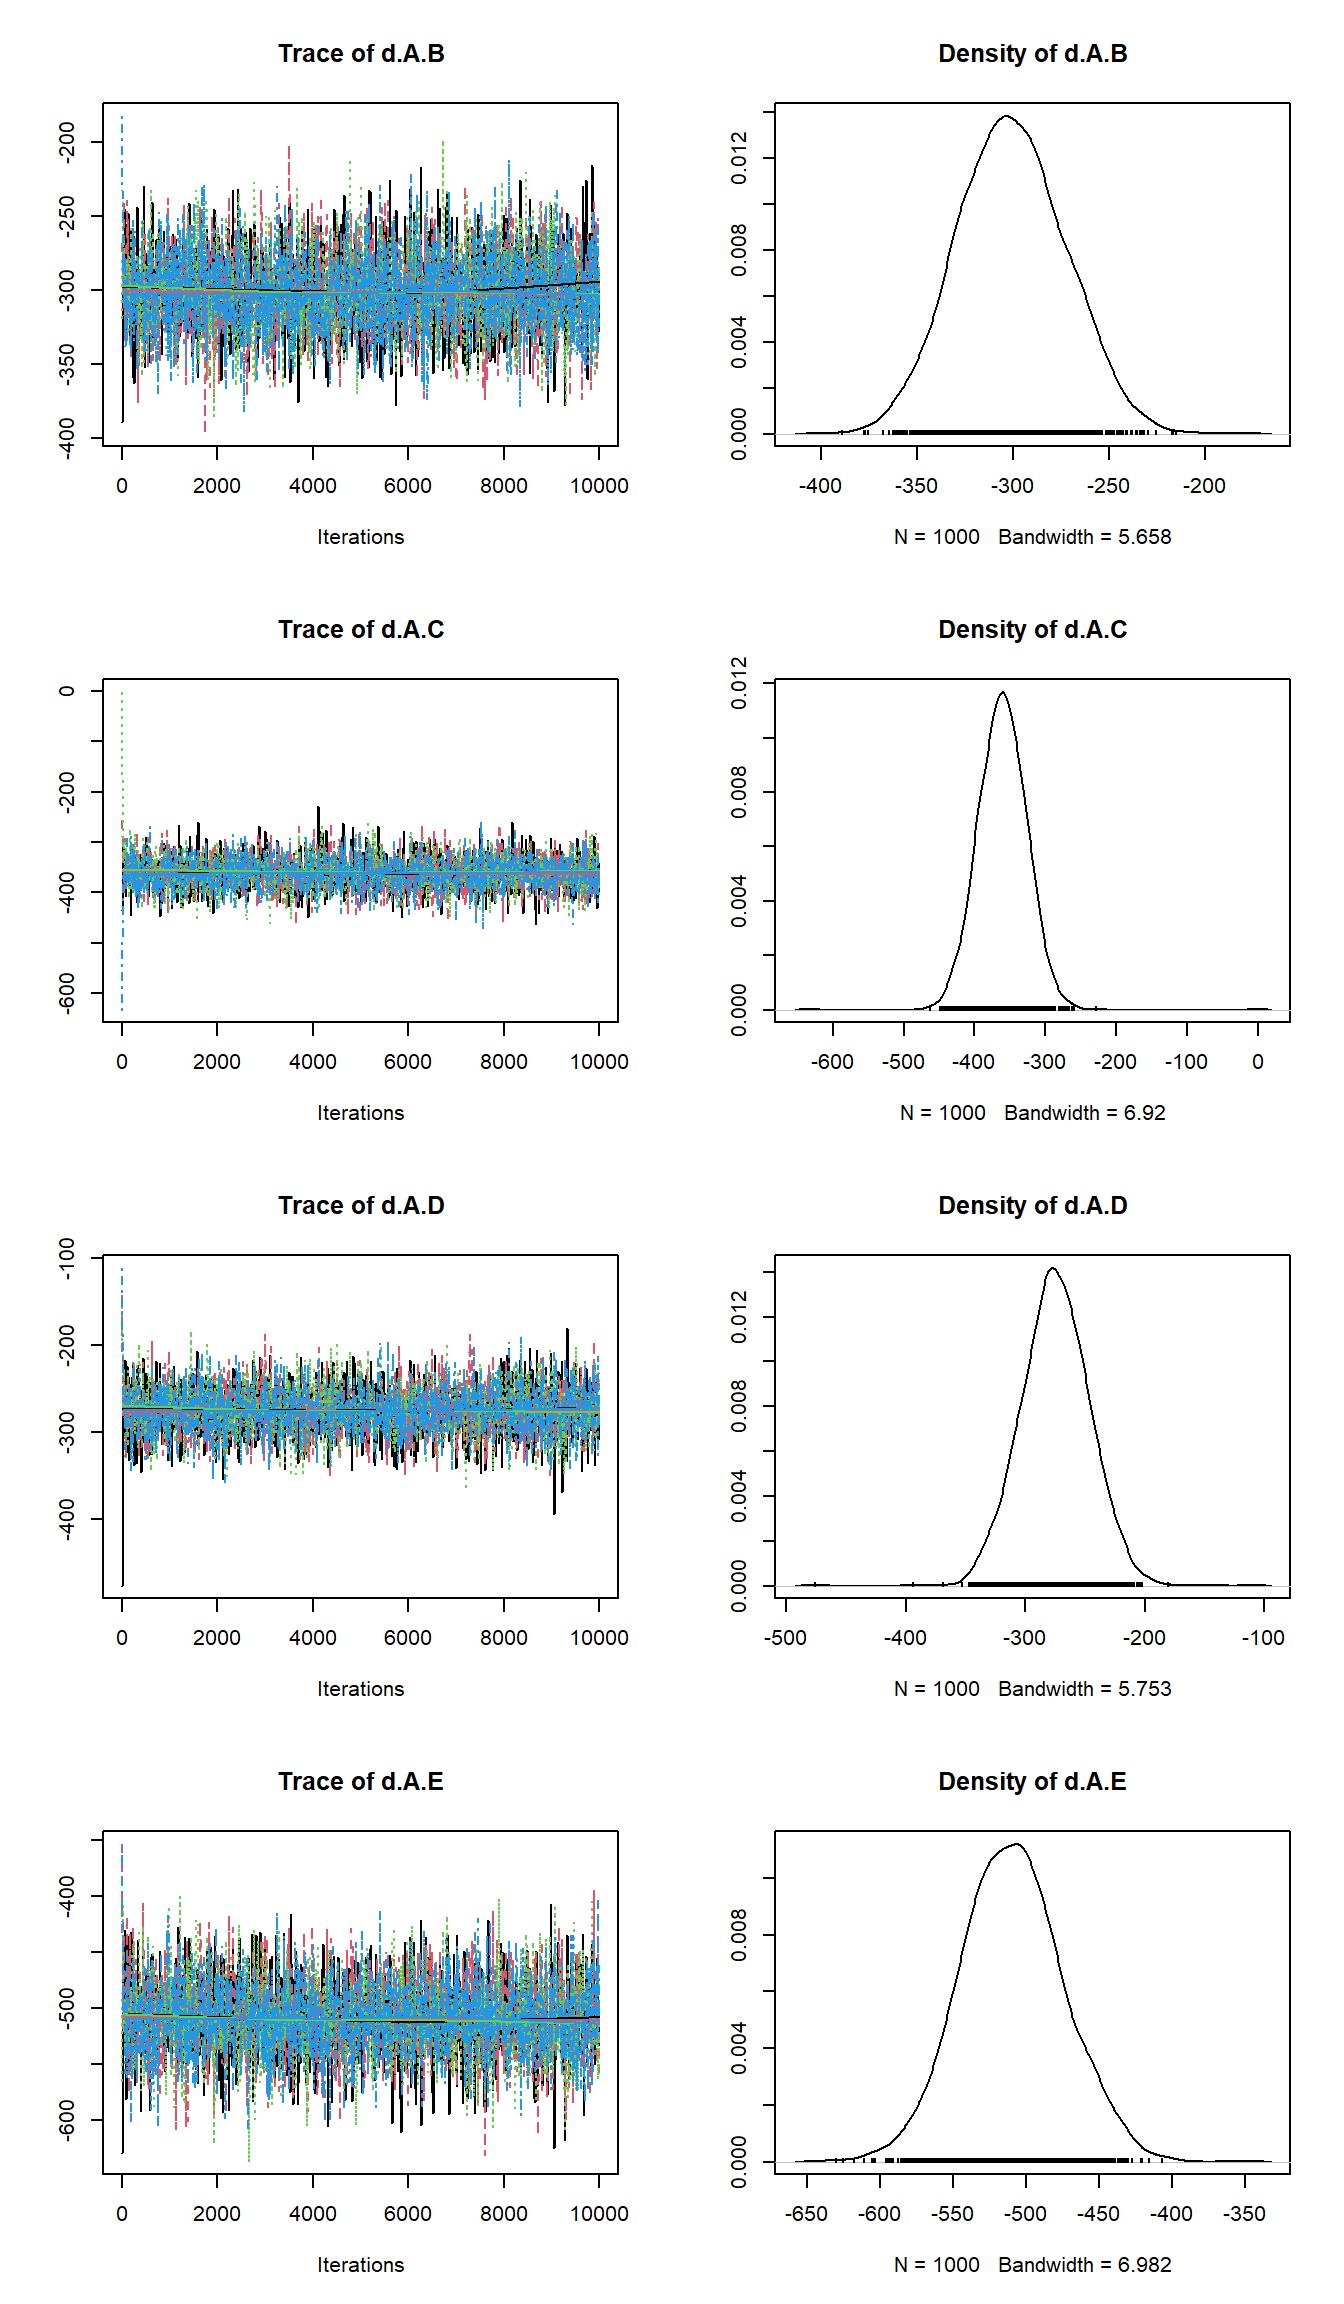 Trace of d.A.B
-400 -350 -300 -250 -200
0 2000 4000 6000 8000 10000
Iterations
Density of d.A.B
0.000 0.004 0.008 0.012
-400 -350 -300 -250 -200
N = 1000 Bandwidth = 5.658
Trace of d.A.C
-600 -400 -200 0
0 2000 4000 6000 8000 10000
Iterations
Density of d.A.C
0.000 0.004 0.008 0.012
-600 -500 -400 -300 -200 -100 0
N = 1000 Bandwidth = 6.92
Trace of d.A.D
-400 -300 -200 -100
0 2000 4000 6000 8000 10000
Iterations
Density of d.A.D
0.000 0.004 0.008 0.012
-500 -400 -300 -200 -100
N = 1000 Bandwidth = 5.753
Trace of d.A.E
-600 -500 -400
0 2000 4000 6000 8000 10000
Iterations
Density of d.A.E
0.000 0.004 0.008
-650 -600 -550 -500 -450 -400 -350
N = 1000 Bandwidth = 6.982